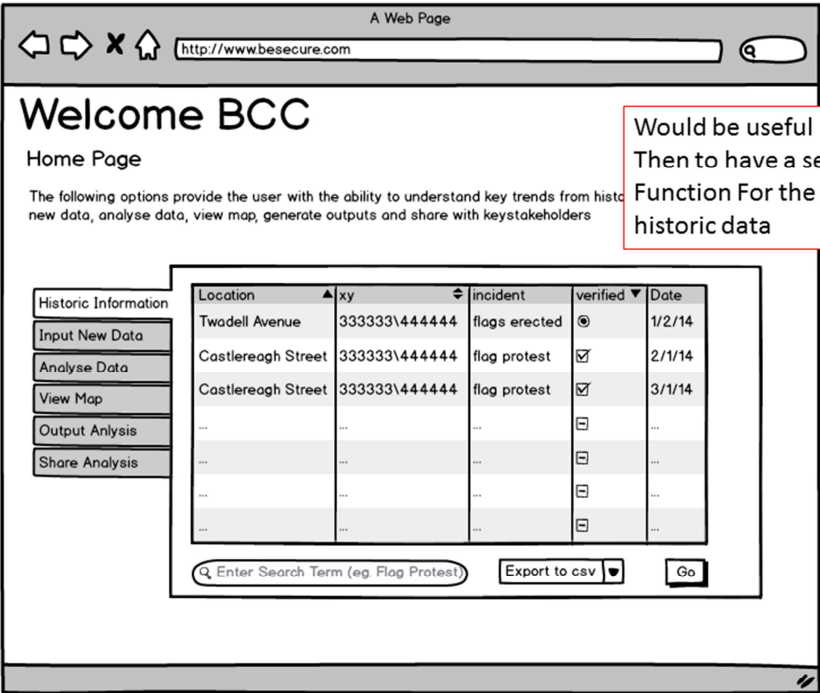 A Web Page
http://www.besecure.com
Welcome BCC
Home Page
The following options provide the user with the ability to understand key trends from
new data, analyse data, view map, generate outputs and share with keystakeholders
Would be useful
Then to have a
Function For the
historic data
Historic Information
Input New Data
Analyse Data
View Map
Output Anlysis
Share Analysis
Location xy incident verified Date
Twadell Avenue 333333\444444 flags erected 1/2/14
Castlereagh Street 333333\444444 flag protest 2/1/14
Castlereagh Street 333333\444444 flag protest 3/1/14
... ... ... ...
... ... ... ...
... ... ... ...
... ... ... ...
Enter Search Term (eg. Flag Protest) Export to csv Go